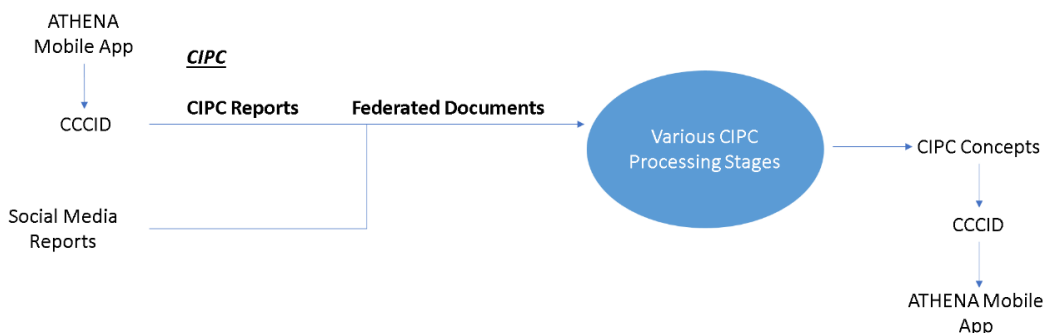 ATHENA
Mobile App
CIPC
CCCID
CIPC Reports
Federated Documents
Social Media
Reports
Various CIPC
Processing Stages
CIPC Concepts
CCCID
ATHENA Mobile
App